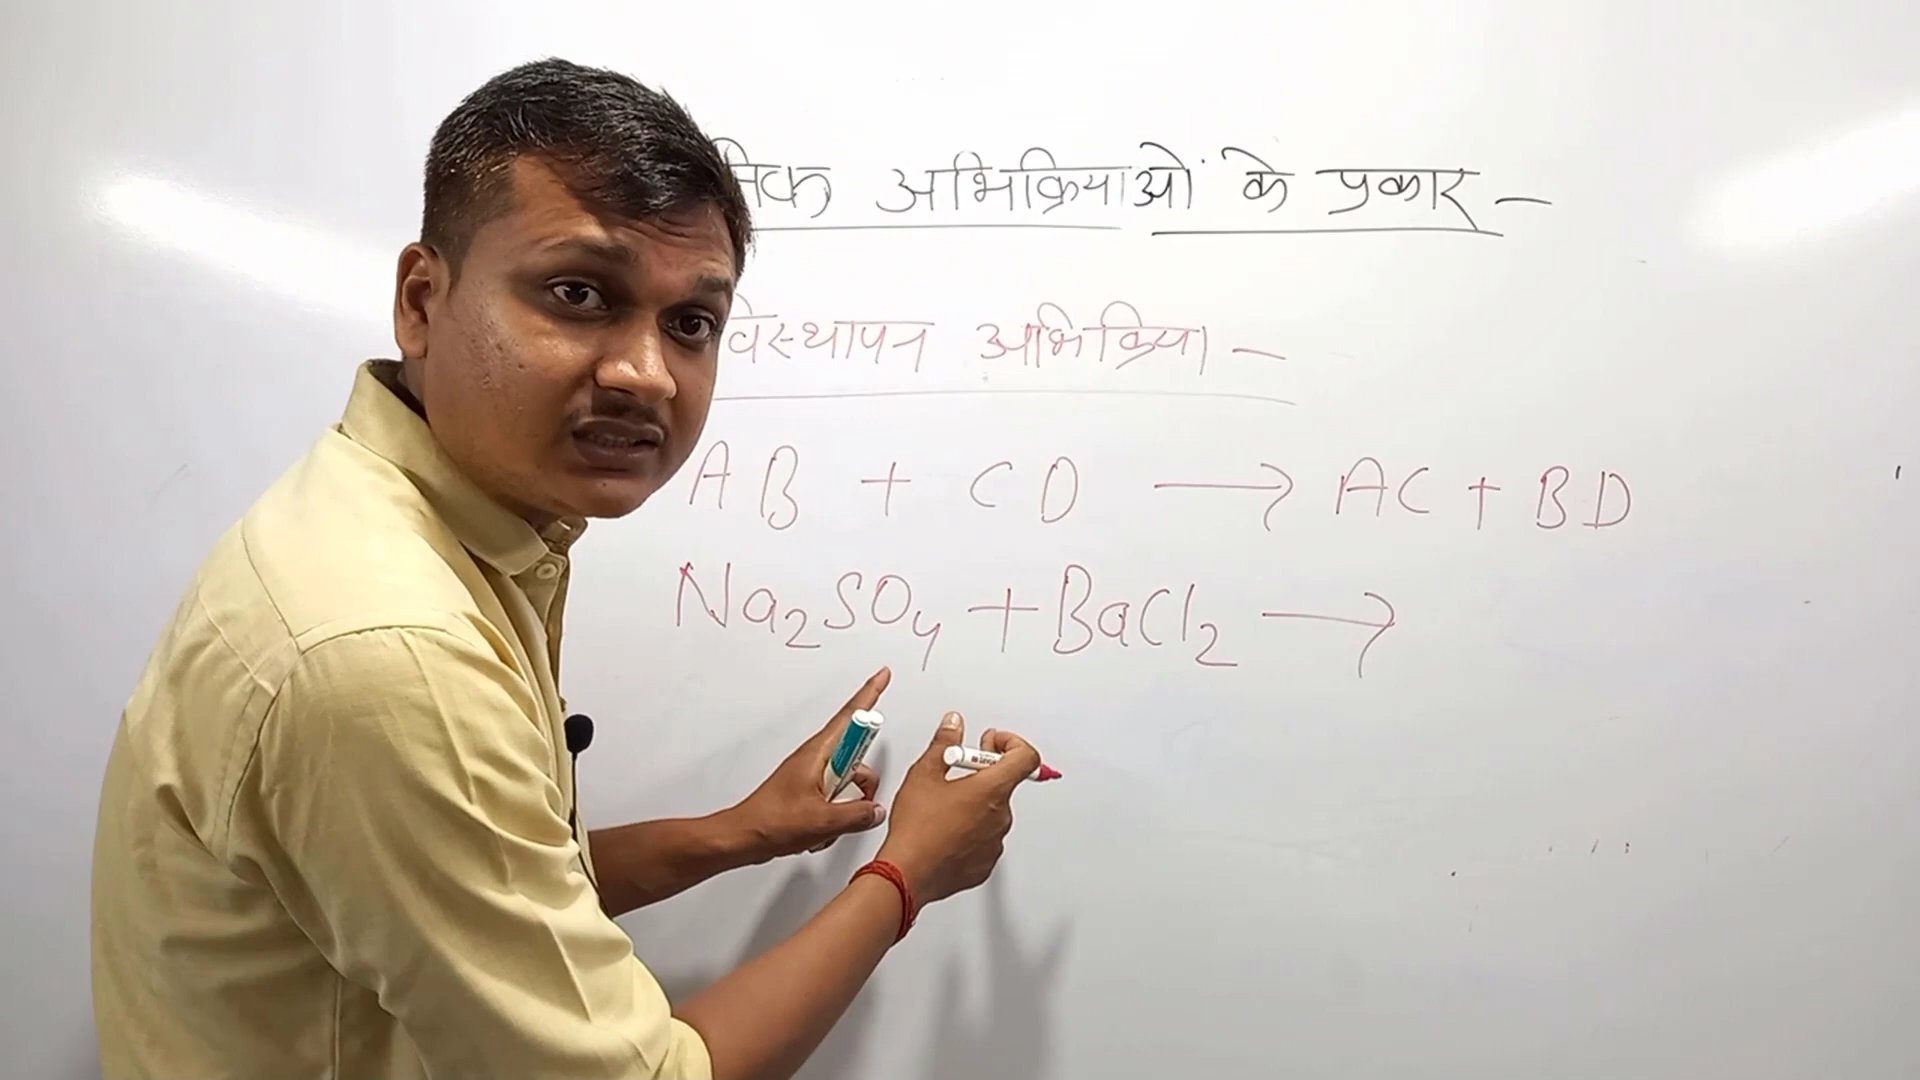 अभिक्रियाओं के प्रकार -
विस्थापन अभिक्रिया -
AB + CD → AC + BD
Na₂SO₄ + BaCl₂ →